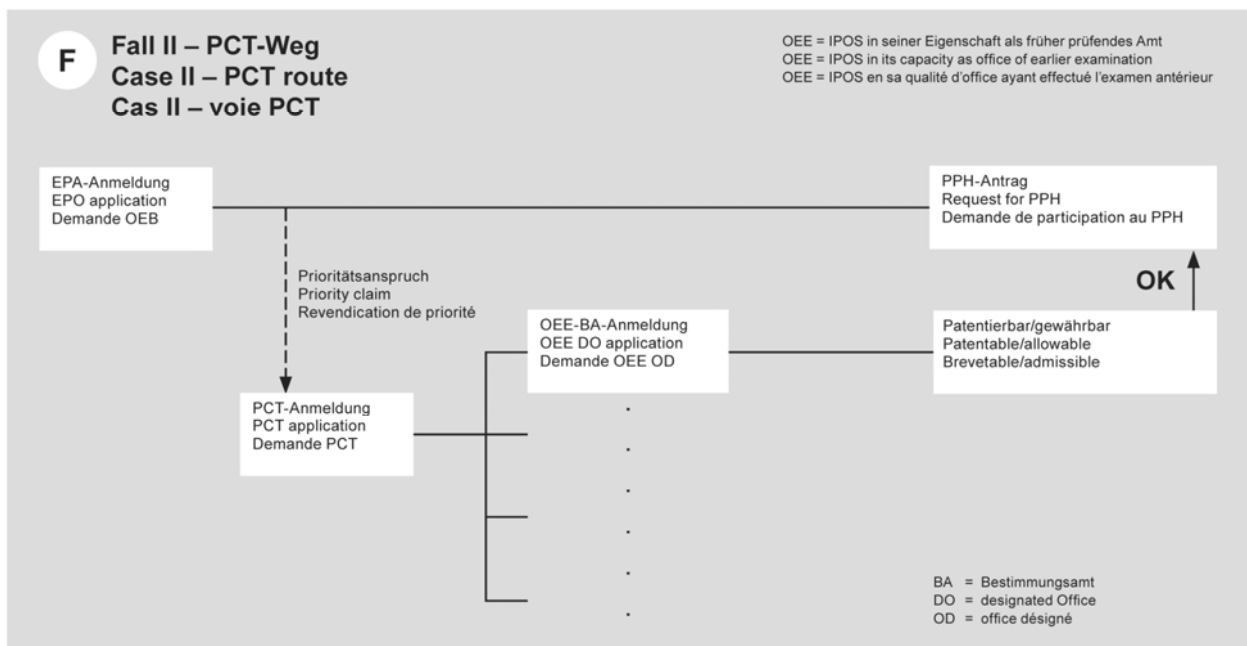 F
Fall II – PCT-Weg
Case II – PCT route
Cas II – voie PCT
OEE = IPOS in seiner Eigenschaft als früher prüfendes Amt
OEE = IPOS in its capacity as office of earlier examination
OEE = IPOS en sa qualité d'office ayant effectué l'examen antérieur
EPA-Anmeldung
EPO application
Demande OEB
PPH-Antrag
Request for PPH
Demande de participation au PPH
Prioritätsanspruch
Priority claim
Revendication de priorité
OK
OEE-BA-Anmeldung
OEE DO application
Demande OEE OD
Patentierbar/gewährbar
Patentable/allowable
Brevetable/admissible
PCT-Anmeldung
PCT application
Demande PCT
BA = Bestimmungsamt
DO = designated Office
OD = office désigné